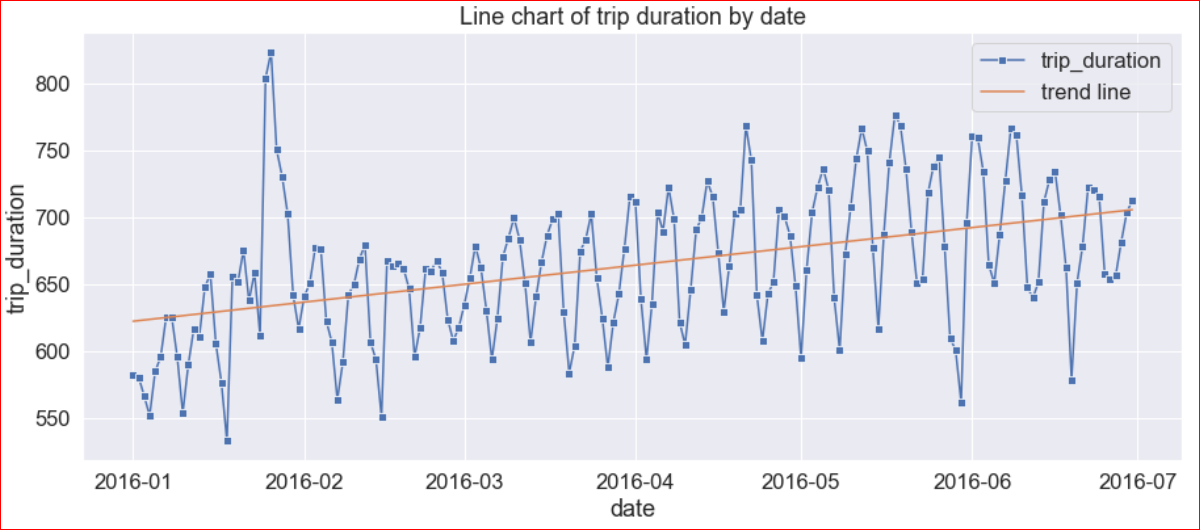 Line chart of trip duration by date
trip_duration
trend line
800
750
700
650
600
550
trip_duration
2016-01
2016-02
2016-03
2016-04
2016-05
2016-06
2016-07
date